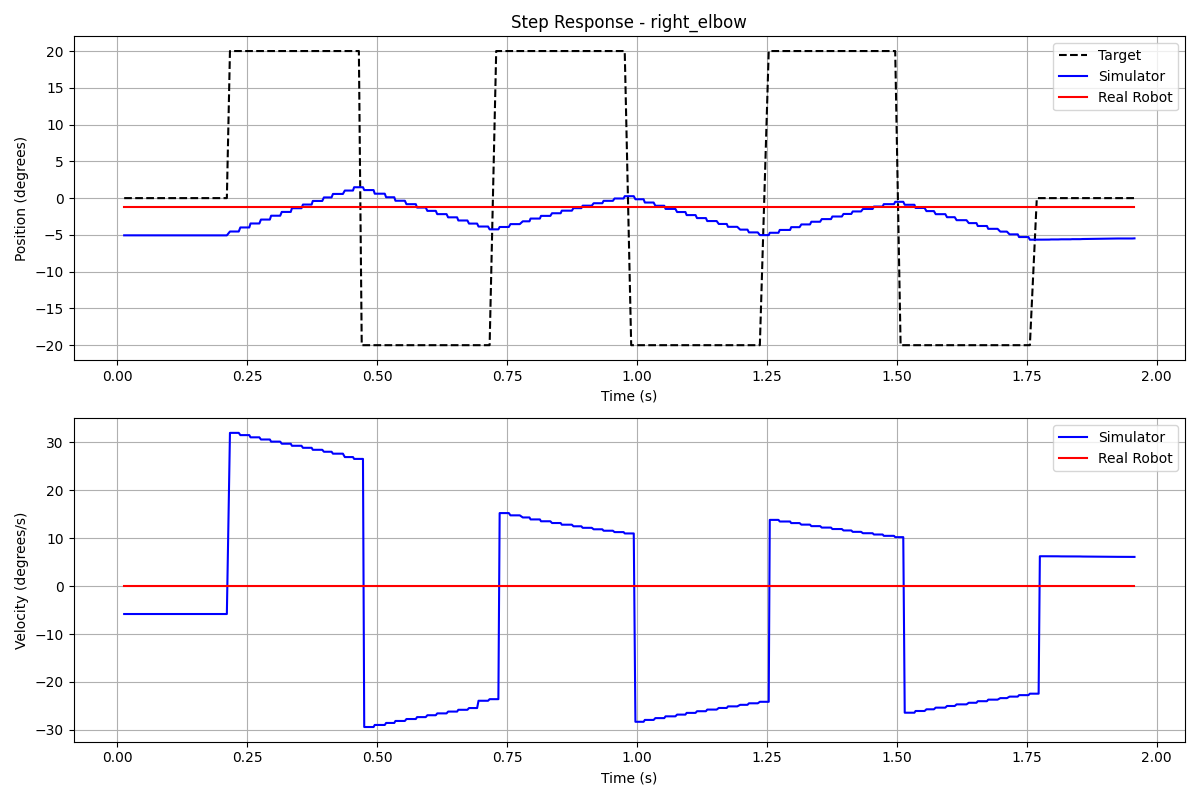 Step Response - right_elbow
Position (degrees)
20
15
10
5
0
−5
−10
−15
−20
Target
Simulator
Real Robot
0.00 0.25 0.50 0.75 1.00 1.25 1.50 1.75 2.00
Time (s)
Velocity (degrees/s)
30
20
10
0
−10
−20
−30
Simulator
Real Robot
0.00 0.25 0.50 0.75 1.00 1.25 1.50 1.75 2.00
Time (s)